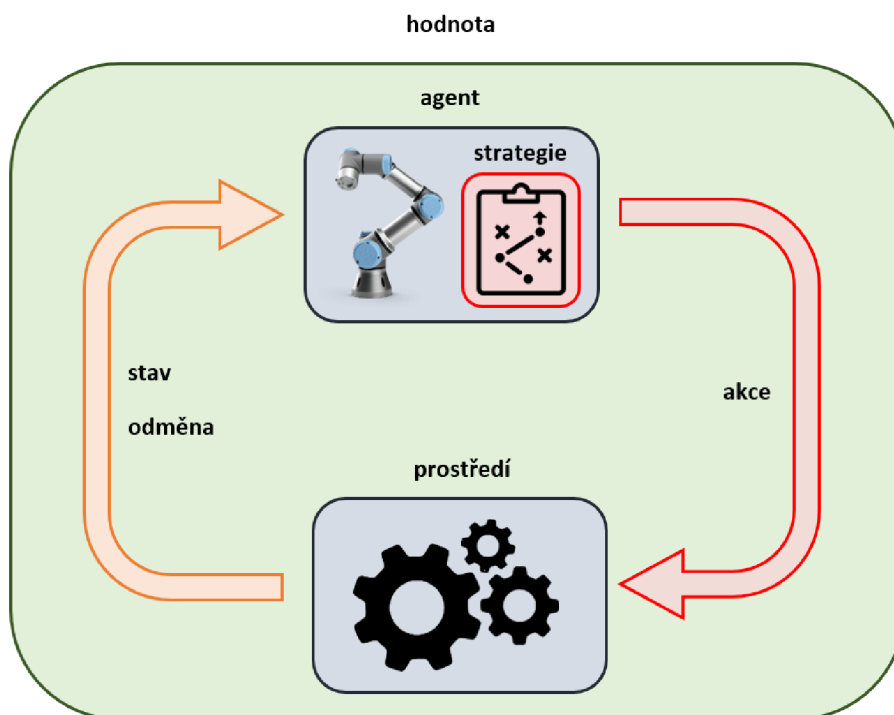 hodnota
agent
strategie
stav
odměna
akce
prostředí